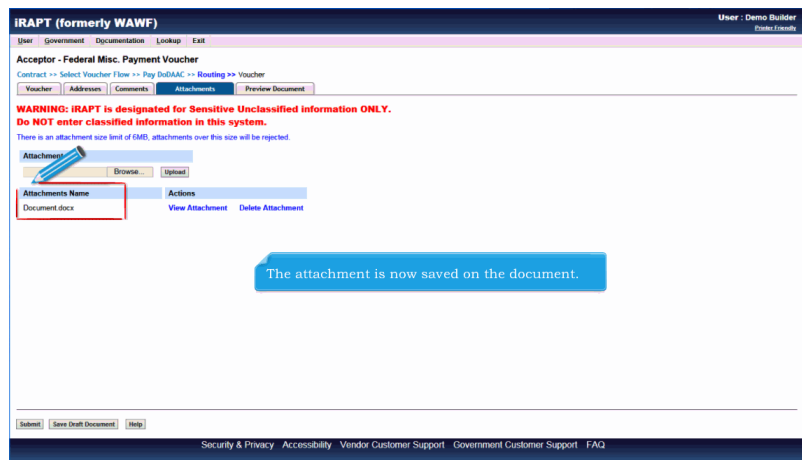 iRAPT (formerly WAWF)
User : Demo Builder
Printer Friendly
User Government Documentation Lookup Exit
Acceptor - Federal Misc. Payment Voucher
Contract >> Select Voucher Flow >> Pay DoDAAC >> Routing >> Voucher
Voucher Addresses Comments Attachments Preview Document
WARNING: iRAPT is designated for Sensitive Unclassified information ONLY.
Do NOT enter classified information in this system.
There is an attachment size limit of 6MB, attachments over this size will be rejected.
Attachment
Browse... Upload
Attachments Name Actions
Document.docx View Attachment Delete Attachment
The attachment is now saved on the document.
Submit Save Draft Document Help
Security & Privacy Accessibility Vendor Customer Support Government Customer Support FAQ